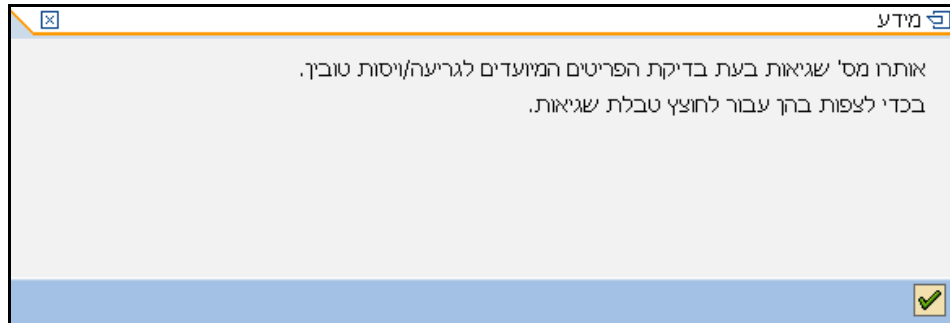 מידע
אותרו מס' שגיאות בעת בדיקת הפריטים המיועדים לגריעה/ויסות טובין.
בכדי לצפות בהן עבור לחוצץ טבלת שגיאות.